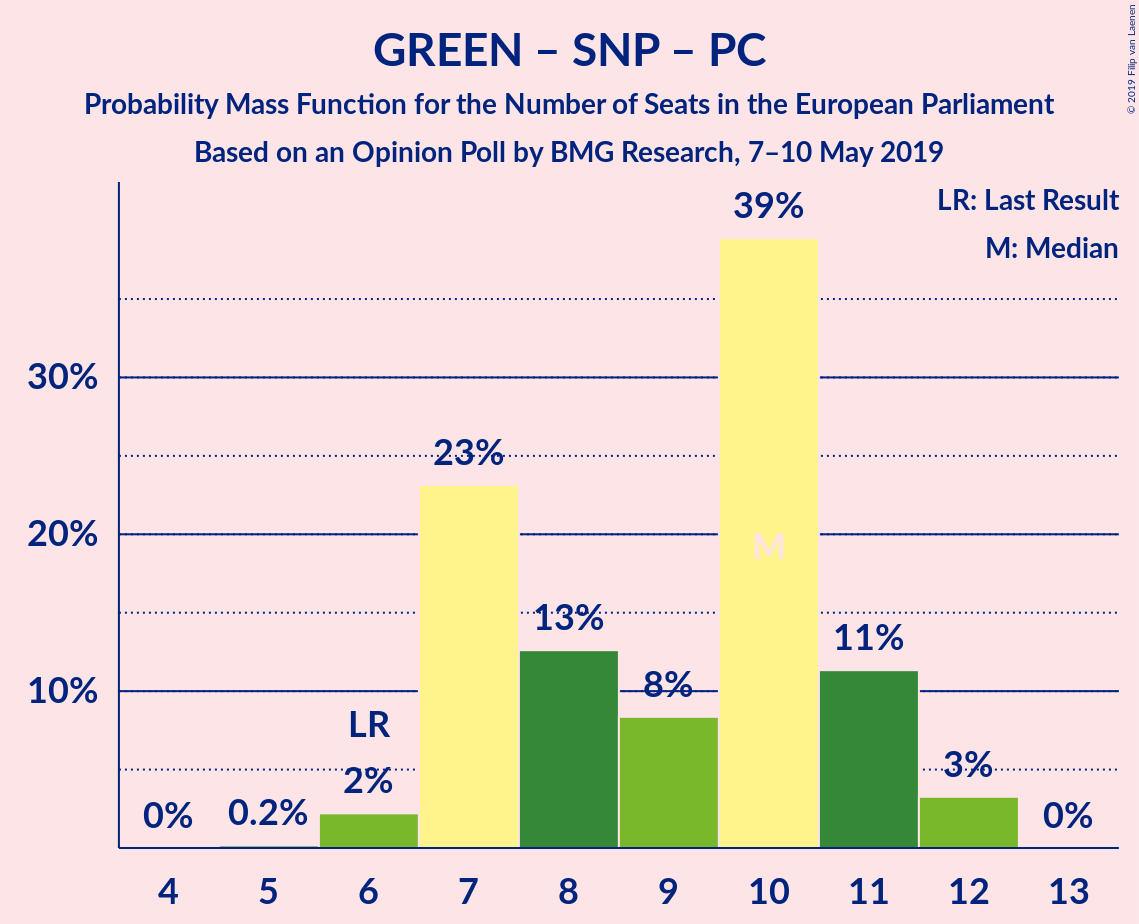 GREEN – SNP – PC
Probability Mass Function for the Number of Seats in the European Parliament
Based on an Opinion Poll by BMG Research, 7–10 May 2019
© 2019 Filip van Laenen
LR: Last Result
M: Median
39%
30%
23%
20%
M
13%
11%
10%
8%
LR
3%
2%
0%
0.2%
0%
4 5 6 7 8 9 10 11 12 13